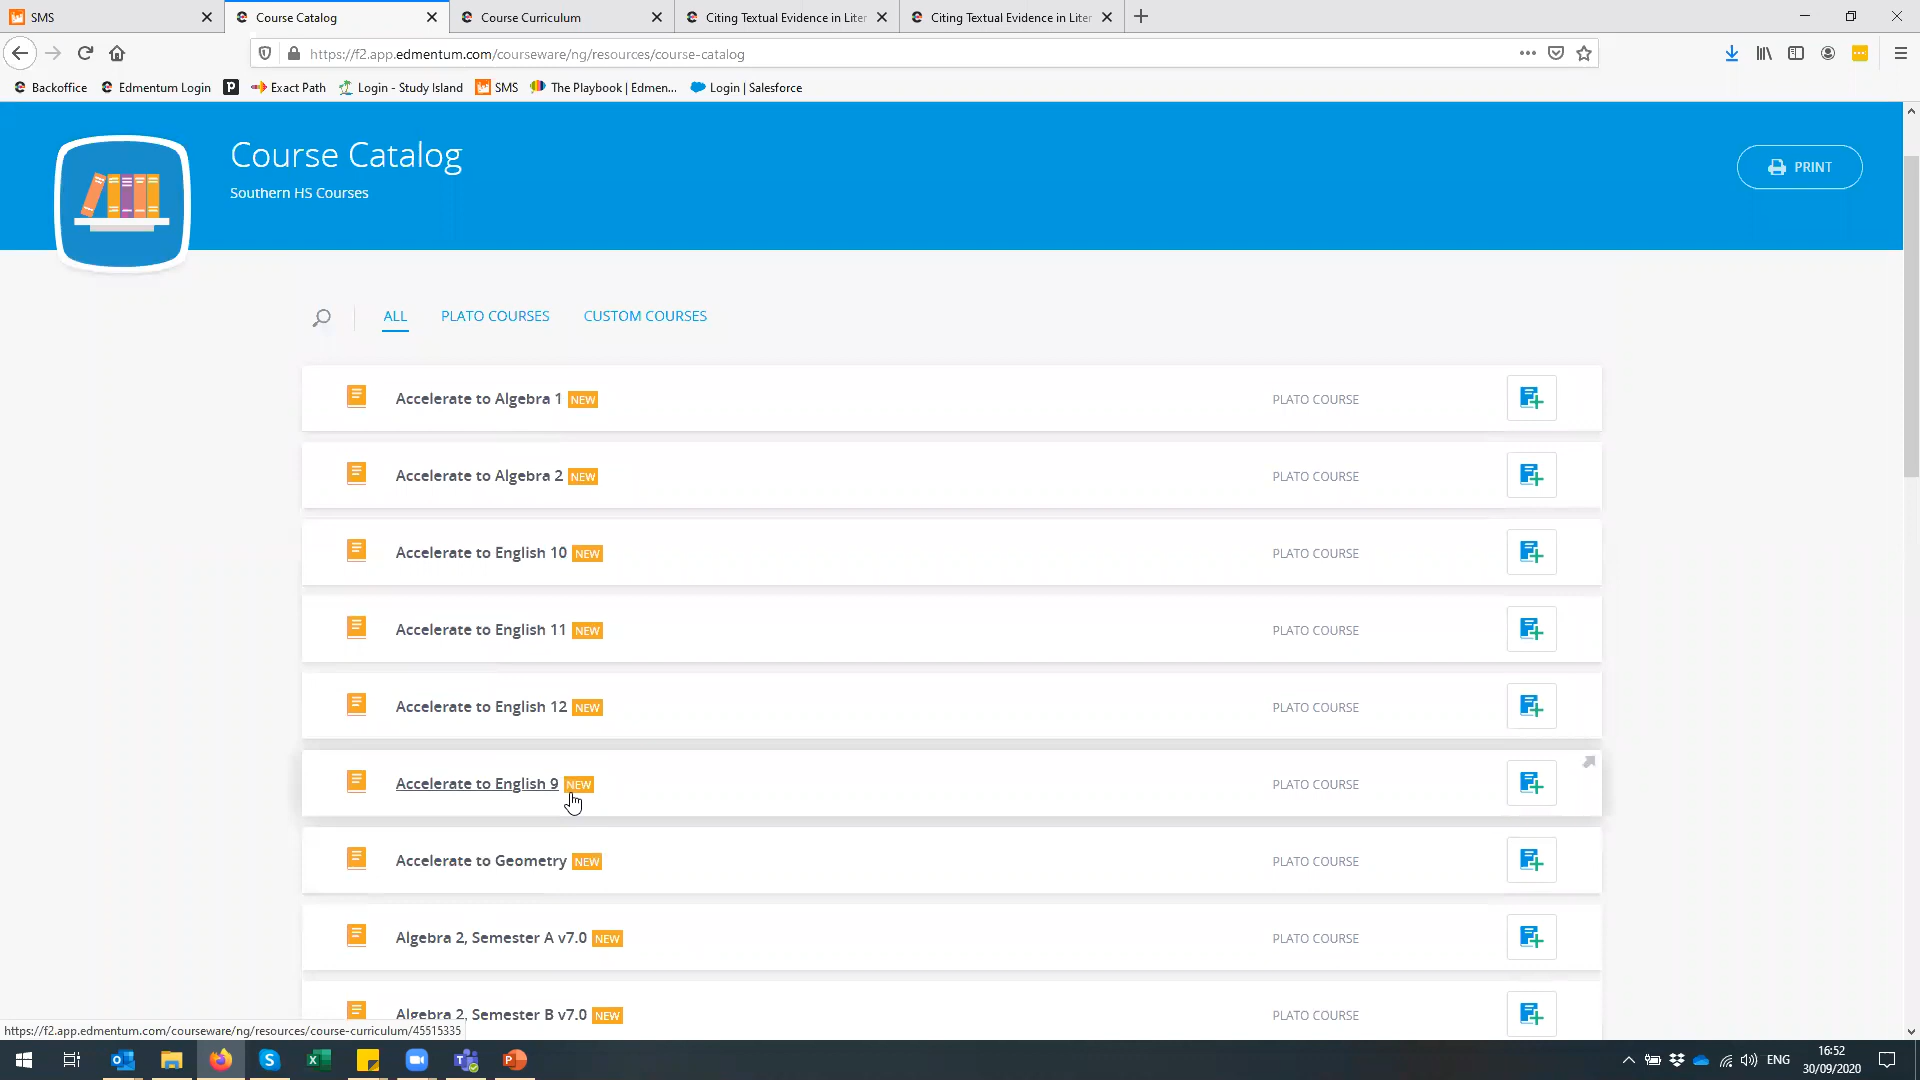 SMS
Course Catalog
Course Curriculum
Citing Textual Evidence in Liter
Citing Textual Evidence in Liter
https://f2.app.edmentum.com/courseware/ng/resources/course-catalog
Backoffice
Edmentum Login
Exact Path
Login - Study Island
SMS
The Playbook | Edmen...
Login | Salesforce
Course Catalog
Southern HS Courses
PRINT
ALL
PLATO COURSES
CUSTOM COURSES
Accelerate to Algebra 1 NEW PLATO COURSE
Accelerate to Algebra 2 NEW PLATO COURSE
Accelerate to English 10 NEW PLATO COURSE
Accelerate to English 11 NEW PLATO COURSE
Accelerate to English 12 NEW PLATO COURSE
Accelerate to English 9 NEW PLATO COURSE
Accelerate to Geometry NEW PLATO COURSE
Algebra 2, Semester A v7.0 NEW PLATO COURSE
Algebra 2, Semester B v7.0 NEW PLATO COURSE
https://f2.app.edmentum.com/courseware/ng/resources/course-curriculum/45515335
ENG
16:52
30/09/2020